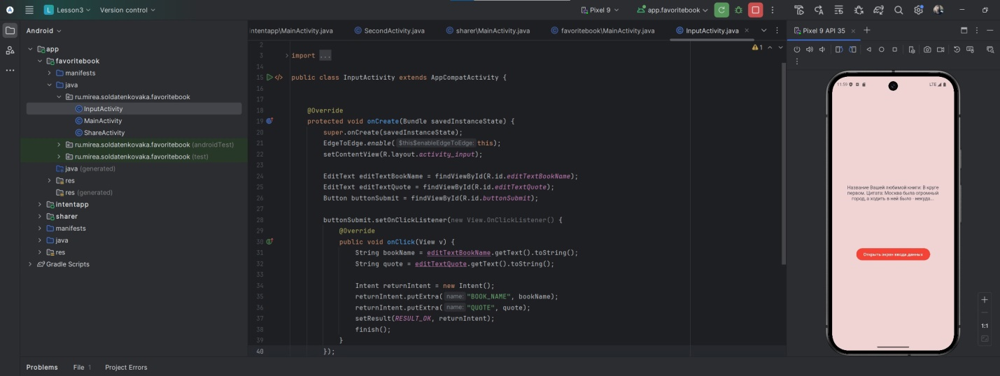 L Lesson3 Version control Pixel 9 app.favoritebook
Android
app
favoritebook
manifests
java
ru.mirea.soldatenkovaka.favoritebook
InputActivity
MainActivity
ShareActivity
ru.mirea.soldatenkovaka.favoritebook (androidTest)
ru.mirea.soldatenkovaka.favoritebook (test)
java (generated)
res
res (generated)
intentapp
sharer
manifests
java
res
Gradle Scripts
intentapp\MainActivity.java SecondActivity.java sharer\MainActivity.java favoritebook\MainActivity.java InputActivity.java
1
2
3 import ...
14
15 public class InputActivity extends AppCompatActivity {
16
17
18 @Override
19 protected void onCreate(Bundle savedInstanceState) {
20 super.onCreate(savedInstanceState);
21 EdgeToEdge.enable( $this$enableEdgeToEdge: this);
22 setContentView(R.layout.activity_input);
23
24 EditText editTextBookName = findViewById(R.id.editTextBookName);
25 EditText editTextQuote = findViewById(R.id.editTextQuote);
26 Button buttonSubmit = findViewById(R.id.buttonSubmit);
27
28 buttonSubmit.setOnClickListener(new View.OnClickListener() {
29 @Override
30 public void onClick(View v) {
31 String bookName = editTextBookName.getText().toString();
32 String quote = editTextQuote.getText().toString();
33
34 Intent returnIntent = new Intent();
35 returnIntent.putExtra( name: "BOOK_NAME", bookName);
36 returnIntent.putExtra( name: "QUOTE", quote);
37 setResult(RESULT_OK, returnIntent);
38 finish();
39 }
40 });
Pixel 9 API 35
11:59 LTE
Название Вашей любимой книги: В круге
первом. Цитата: Москва была огромный
город, а ходить в ней было - некуда...
Открыть экран ввода данных
1:1
Problems File 1 Project Errors